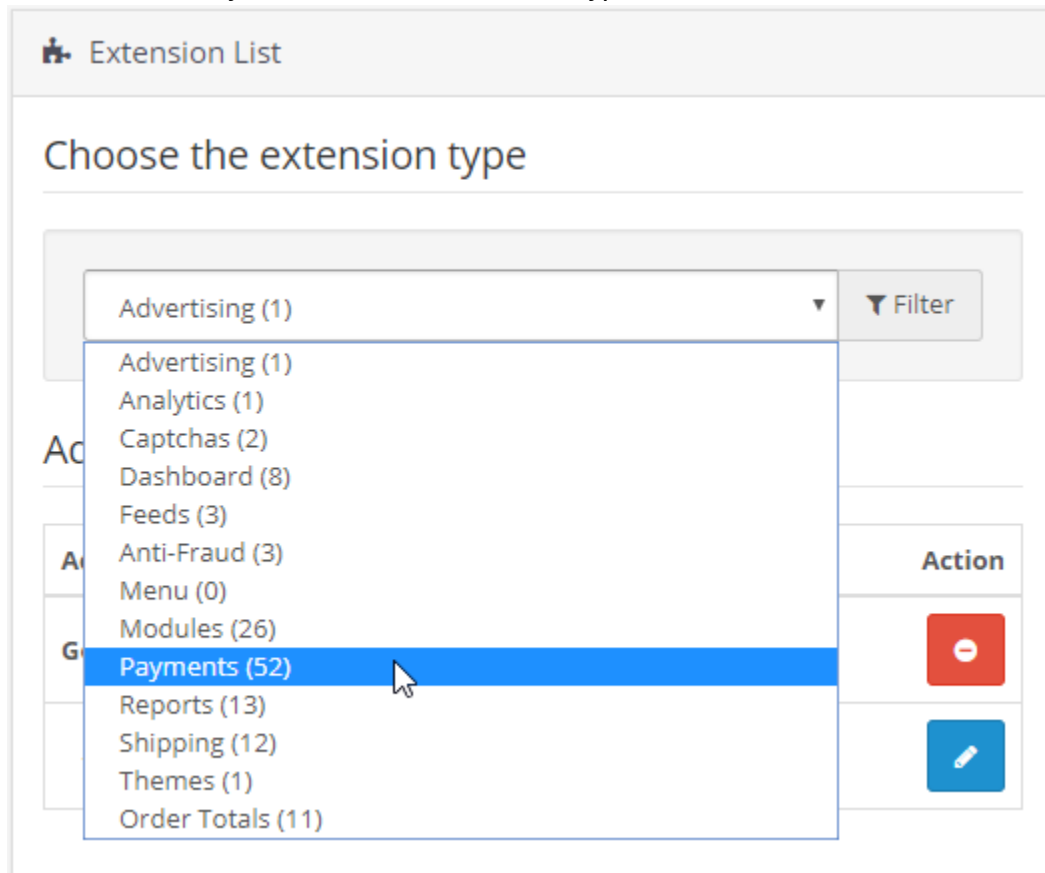 Extension List
Choose the extension type
Advertising (1)
Filter
Advertising (1)
Analytics (1)
Captchas (2)
Dashboard (8)
Feeds (3)
Anti-Fraud (3)
Menu (0)
Modules (26)
Payments (52)
Reports (13)
Shipping (12)
Themes (1)
Order Totals (11)
Action